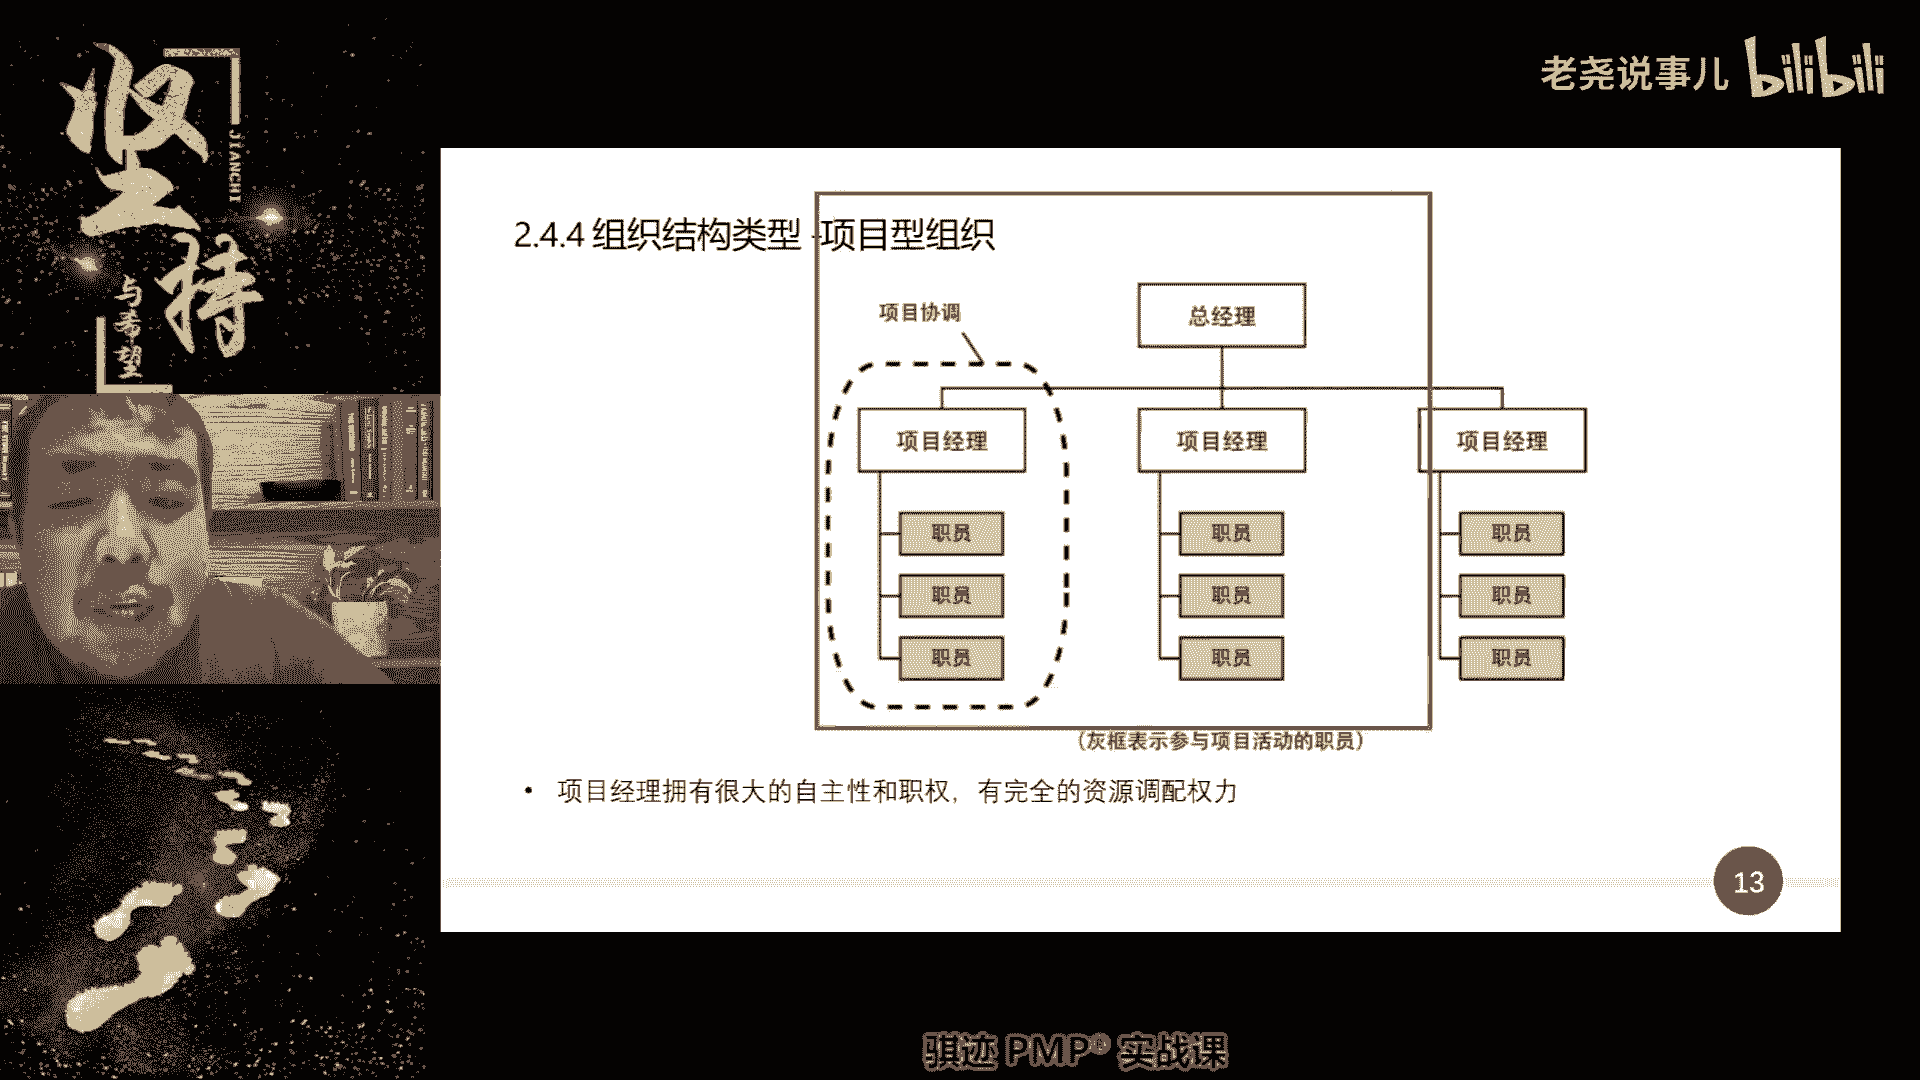 坚持
JIANCHI
与希望
老尧说事儿 bilibili
2.4.4 组织结构类型 -项目型组织
项目协调
总经理
项目经理 项目经理 项目经理
职员 职员 职员
职员 职员 职员
职员 职员 职员
（灰框表示参与项目活动的职员）
• 项目经理拥有很大的自主性和职权，有完全的资源调配权力
13
骐迹 PMP® 实战课